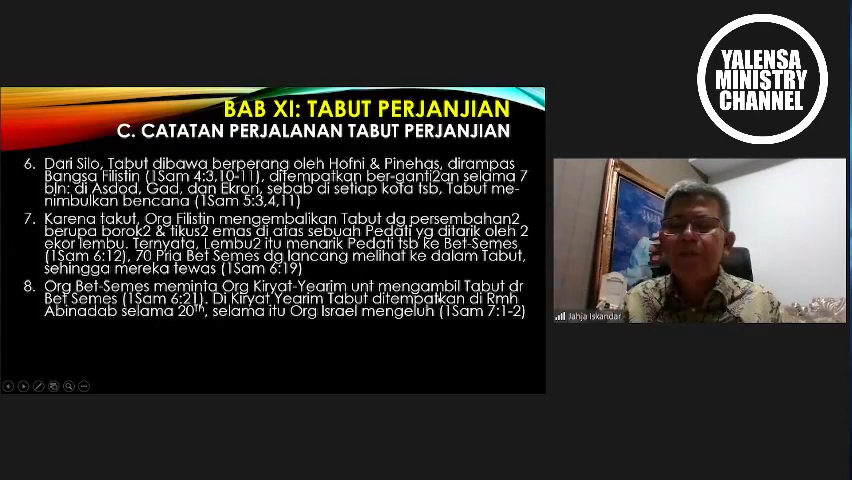 YALENSA
MINISTRY
CHANNEL
BAB XI: TABUT PERJANJIAN
C. CATATAN PERJALANAN TABUT PERJANJIAN
6. Dari Silo, Tabut dibawa berperang oleh Hofni & Pinehas, dirampas
Bangsa Filistin (1Sam 4:3,10-11), ditempatkan ber-ganti2an selama 7
bln: di Asdod, Gad, dan Ekron, sebab di setiap kota tsb, Tabut me-
nimbulkan bencana (1Sam 5:3,4,11)
7. Karena takut, Org Filistin mengembalikan Tabut dg persembahan2
berupa borok2 & tikus2 emas di atas sebuah Pedati yg ditarik oleh 2
ekor lembu. Ternyata, Lembu2 itu menarik Pedati tsb ke Bet-Semes
(1Sam 6:12), 70 Pria Bet Semes dg lancang melihat ke dalam Tabut,
sehingga mereka tewas (1Sam 6:19)
8. Org Bet-Semes meminta Org Kiryat-Yearim unt mengambil Tabut dr
Bet Semes (1Sam 6:21). Di Kiryat Yearim Tabut ditempatkan di Rmh
Abinadab selama 20Th, selama itu Org Israel mengeluh (1Sam 7:1-2)
Jahja Iskandar